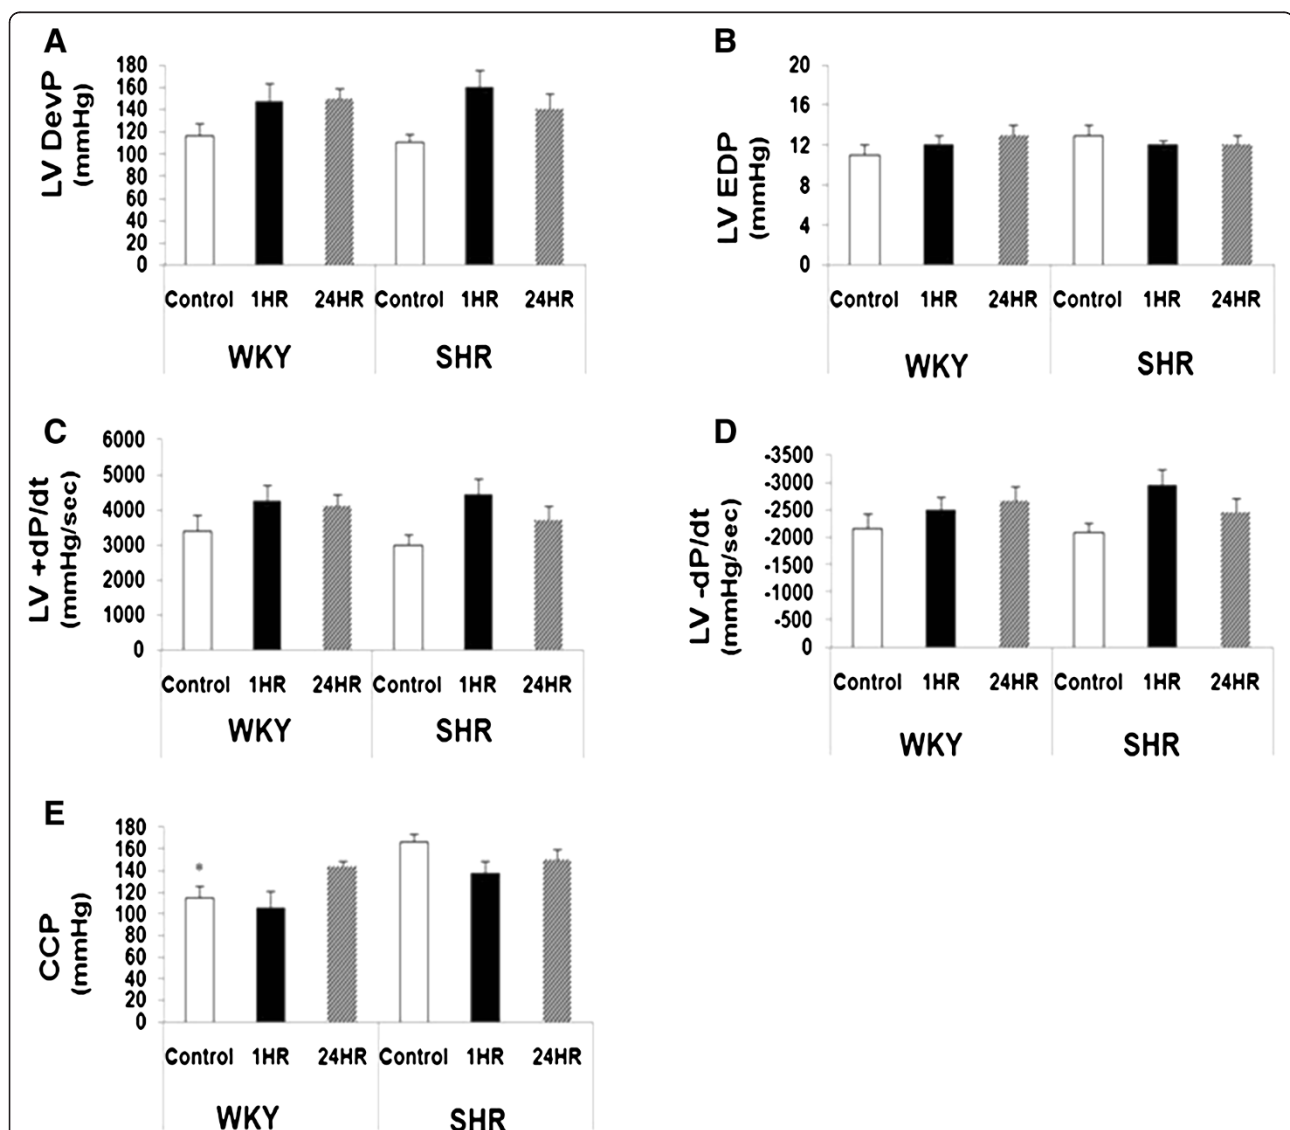 A
LV DevP
(mmHg)
180
160
140
120
100
80
60
40
20
0
Control 1HR 24HR Control 1HR 24HR
WKY SHR
B
LV EDP
(mmHg)
20
16
12
8
4
0
Control 1HR 24HR Control 1HR 24HR
WKY SHR
C
LV +dP/dt
(mmHg/sec)
6000
5000
4000
3000
2000
1000
0
Control 1HR 24HR Control 1HR 24HR
WKY SHR
D
LV -dP/dt
(mmHg/sec)
-3500
-3000
-2500
-2000
-1500
-1000
-500
0
Control 1HR 24HR Control 1HR 24HR
WKY SHR
E
CCP
(mmHg)
180
160
140
120
100
80
60
40
20
0
*
Control 1HR 24HR Control 1HR 24HR
WKY SHR